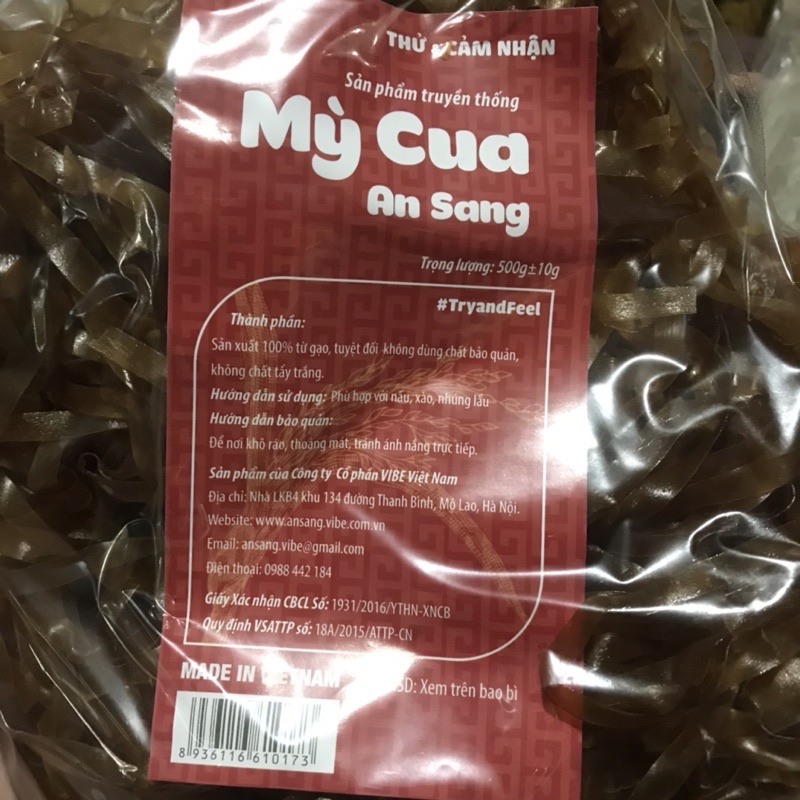 THỬ & CẢM NHẬN
Sản phẩm truyền thống
Mỳ Cua
An Sang
Trọng lượng: 500g±10g
#TryandFeel
Thành phần:
Sản xuất 100% từ gạo, tuyệt đối không dùng chất bảo quản,
không chất tẩy trắng.
Hướng dẫn sử dụng: Phù hợp với nấu, xào, nhúng lẩu
Hướng dẫn bảo quản:
Để nơi khô ráo, thoáng mát, tránh ánh nắng trực tiếp.
Sản phẩm của Công ty Cổ phần VIBE Việt Nam
Địa chỉ: Nhà LKB4 khu 134 đường Thanh Bình, Mộ Lao, Hà Nội.
Website: www.ansang.vibe.com.vn
Email: ansang.vibe@gmail.com
Điện thoại: 0988 442 184
Giấy Xác nhận CBCL Số: 1931/2016/YTHN-XNCB
Quy định VSATTP số: 18A/2015/ATTP-CN
MADE IN VIETNAM
Xem trên bao bì
8 936116 610173